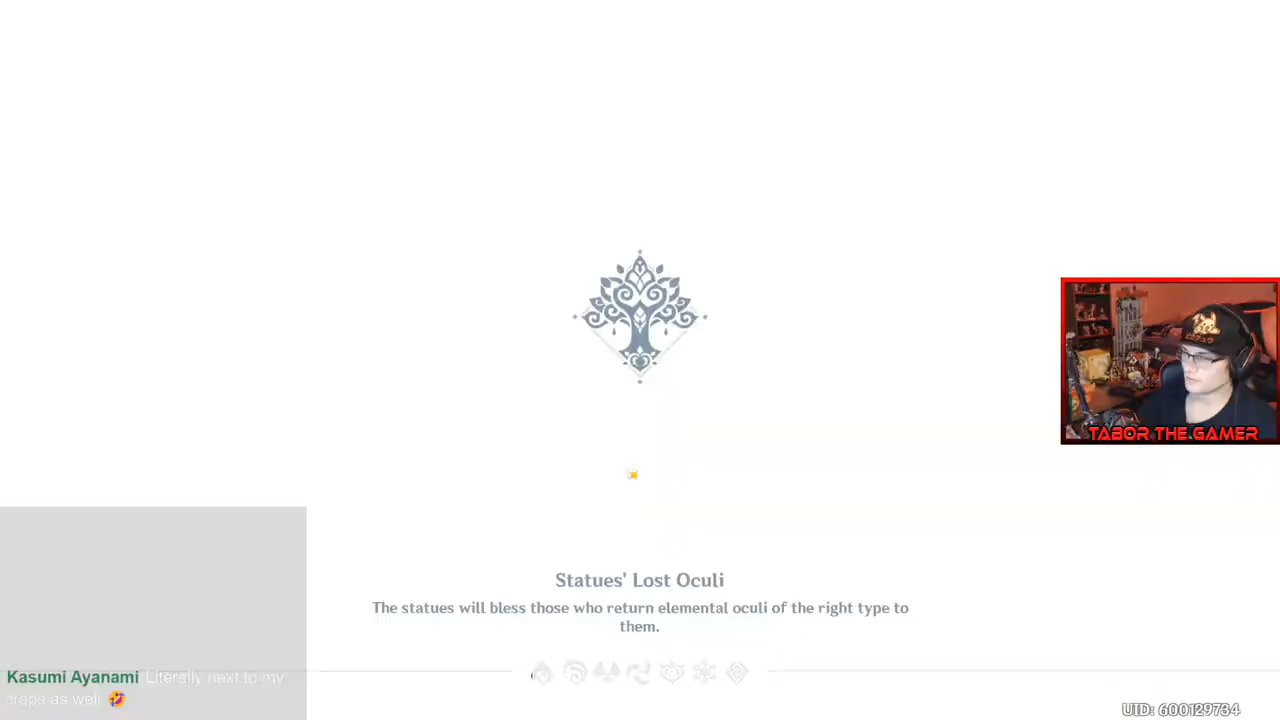 TABOR THE GAMER
Statues' Lost Oculi
The statues will bless those who return elemental oculi of the right type to
them.
Kasumi Ayanami Literally next to my
drops as well
UID: 600129734